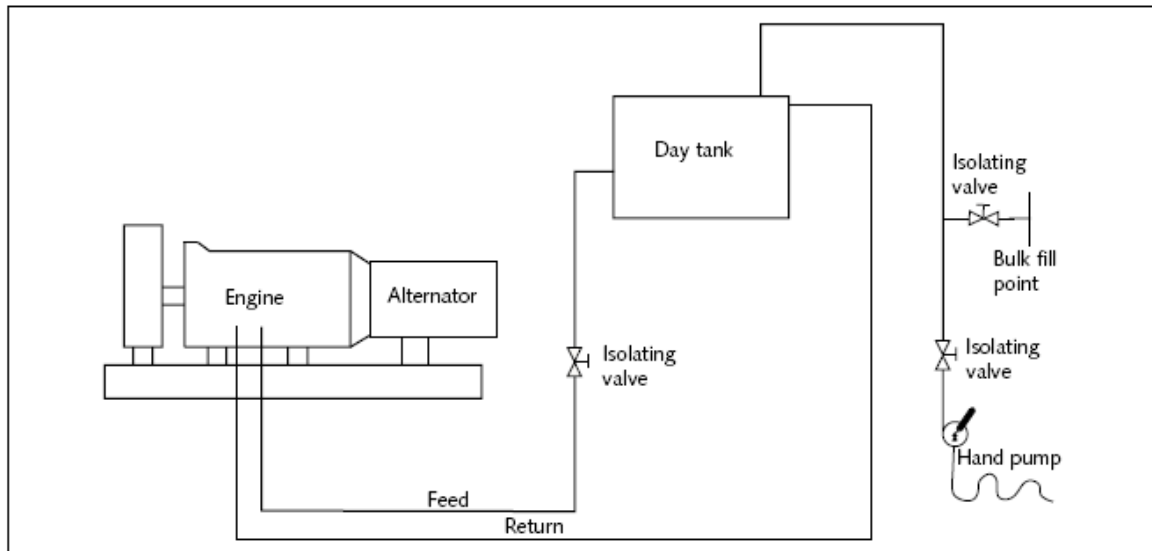 Day tank
Isolating
valve
Bulk fill
point
Engine
Alternator
Isolating
valve
Isolating
valve
Hand pump
Feed
Return